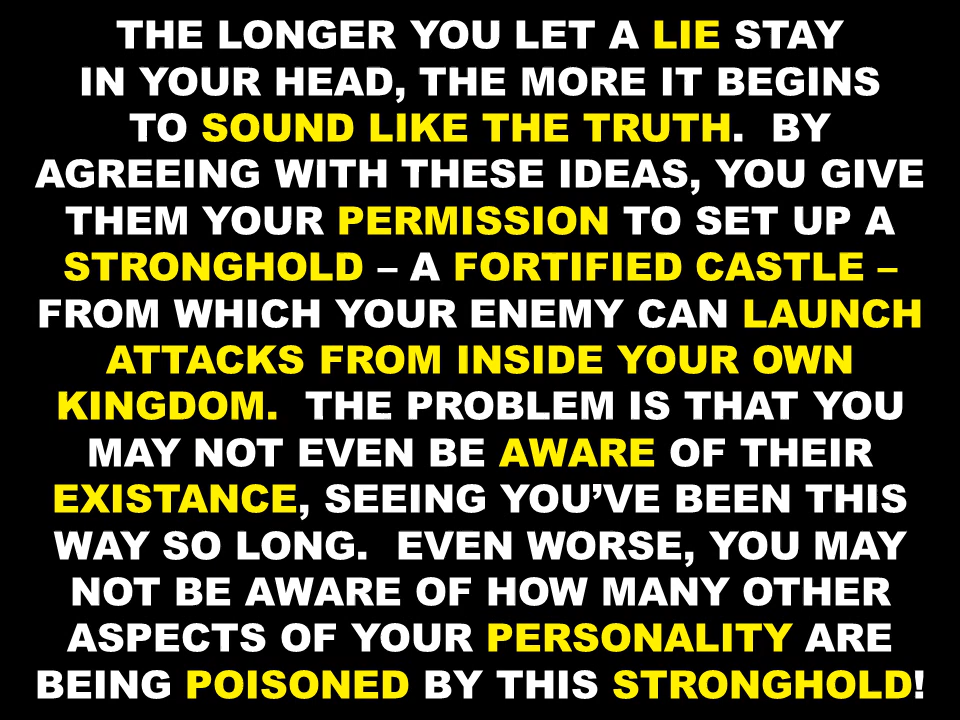 THE LONGER YOU LET A LIE STAY
IN YOUR HEAD, THE MORE IT BEGINS
TO SOUND LIKE THE TRUTH.  BY
AGREEING WITH THESE IDEAS, YOU GIVE
THEM YOUR PERMISSION TO SET UP A
STRONGHOLD – A FORTIFIED CASTLE –
FROM WHICH YOUR ENEMY CAN LAUNCH
ATTACKS FROM INSIDE YOUR OWN
KINGDOM.  THE PROBLEM IS THAT YOU
MAY NOT EVEN BE AWARE OF THEIR
EXISTANCE, SEEING YOU’VE BEEN THIS
WAY SO LONG.  EVEN WORSE, YOU MAY
NOT BE AWARE OF HOW MANY OTHER
ASPECTS OF YOUR PERSONALITY ARE
BEING POISONED BY THIS STRONGHOLD!